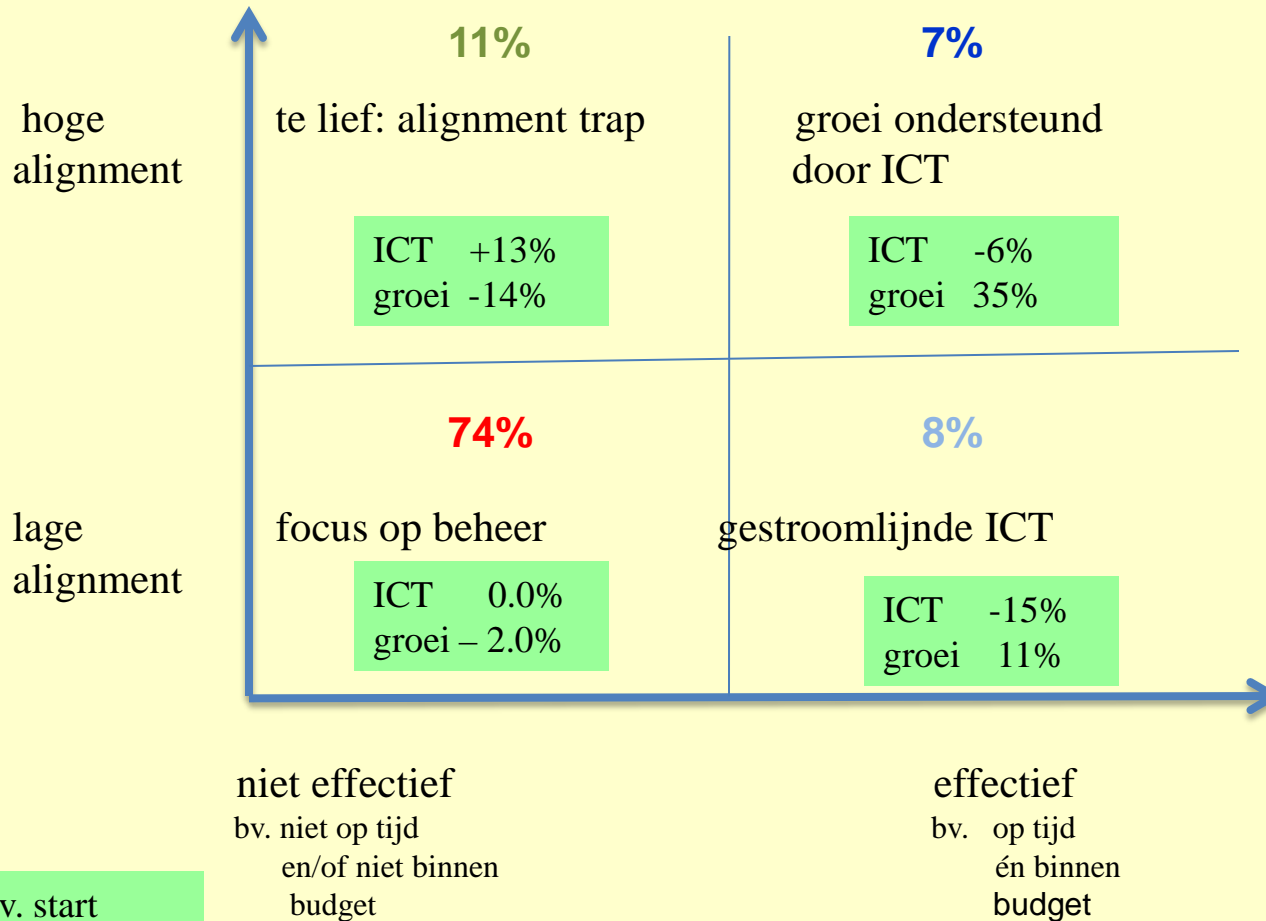 11%
7%
hoge
alignment
te lief: alignment trap
groei ondersteund
door ICT
ICT +13%
groei -14%
ICT -6%
groei 35%
74%
8%
lage
alignment
focus op beheer
gestroomlijnde ICT
ICT 0.0%
groei – 2.0%
ICT -15%
groei 11%
niet effectief
bv. niet op tijd
en/of niet binnen
budget
effectief
bv. op tijd
én binnen
budget
v. start